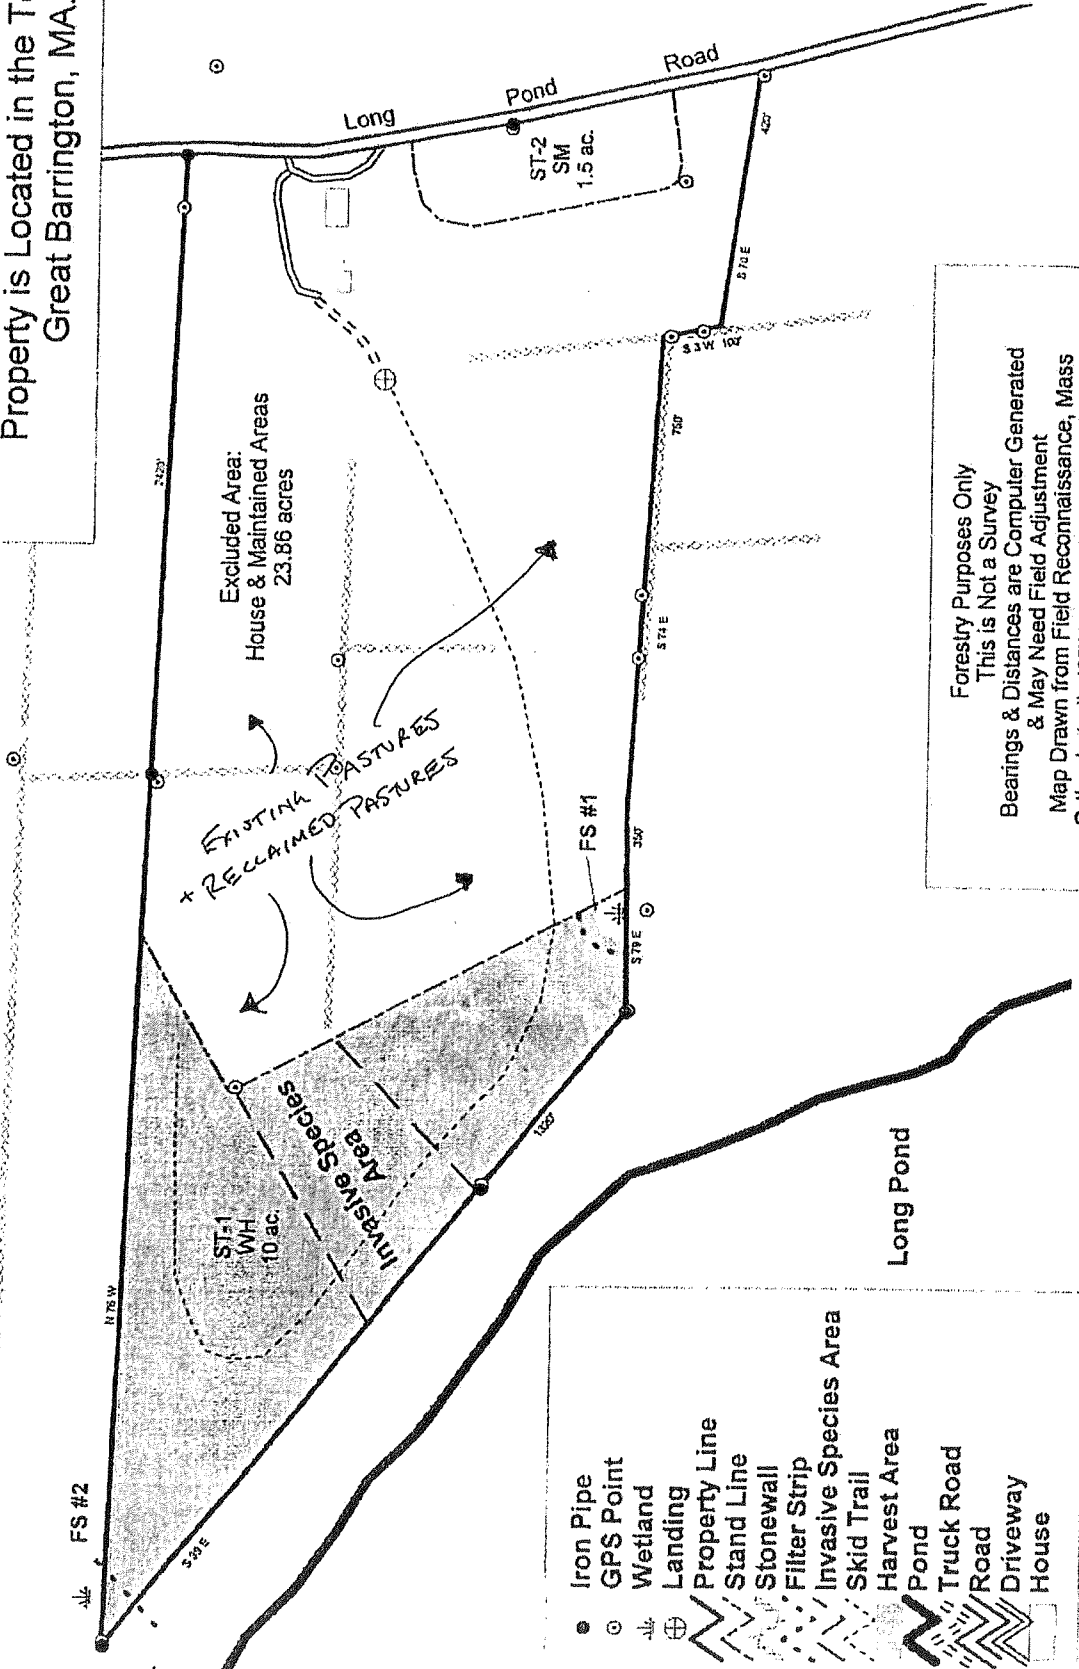 Property is Located in the T
Great Barrington, MA.
Long Pond Road
ST-2
SM
1.5 ac.
425'
S 70 E
S 3 W 100'
750'
S 74 E
350'
S 79 E
1320'
S 39 E
N 76 W
2425'
Excluded Area:
House & Maintained Areas
23.86 acres
EXISTING PASTURES
+ RECLAIMED PASTURES
FS #1
FS #2
ST-1
WH
10 ac.
Invasive Species
Area
Long Pond
Forestry Purposes Only
This is Not a Survey
Bearings & Distances are Computer Generated
& May Need Field Adjustment
Map Drawn from Field Reconnaissance, Mass
Iron Pipe
GPS Point
Wetland
Landing
Property Line
Stand Line
Stonewall
Filter Strip
Invasive Species Area
Skid Trail
Harvest Area
Pond
Truck Road
Road
Driveway
House